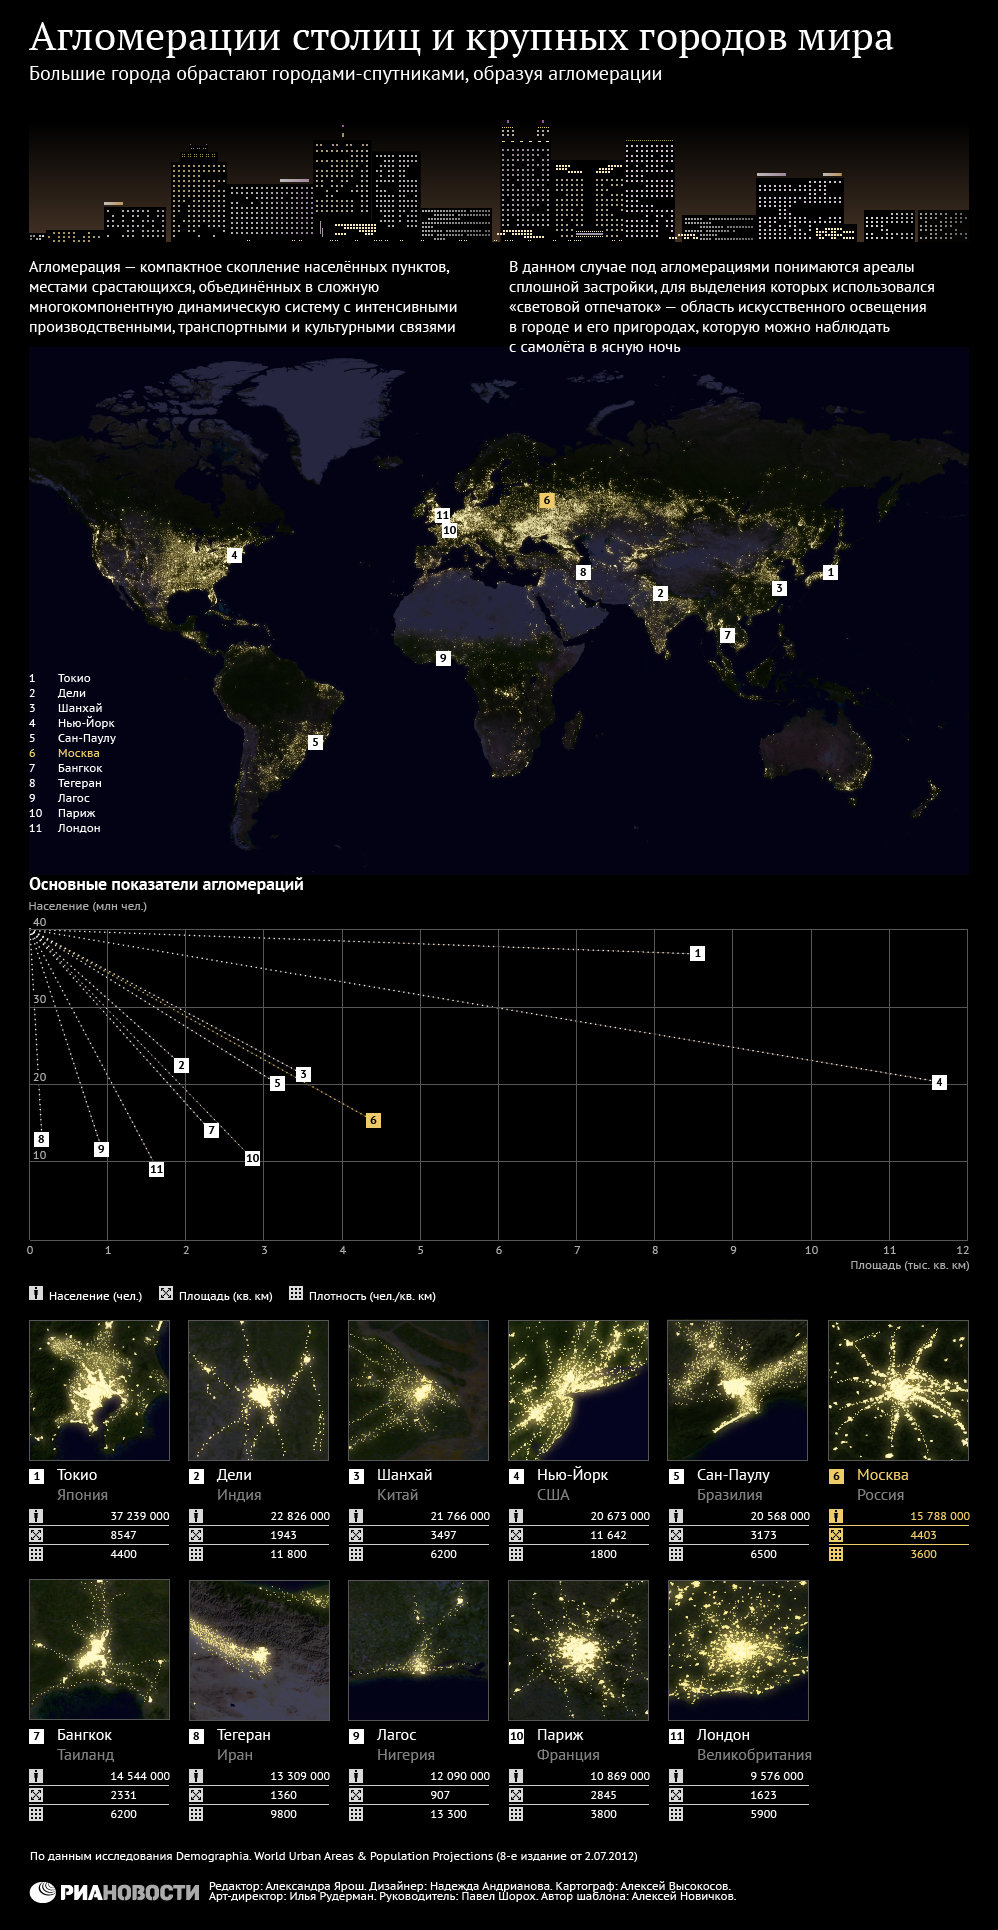 Агломерации столиц и крупных городов мира
Большие города обрастают городами-спутниками, образуя агломерации
Агломерация — компактное скопление населённых пунктов,
местами срастающихся, объединённых в сложную
многокомпонентную динамическую систему с интенсивными
производственными, транспортными и культурными связями
В данном случае под агломерациями понимаются ареалы
сплошной застройки, для выделения которых использовался
«световой отпечаток» — область искусственного освещения
в городе и его пригородах, которую можно наблюдать
с самолёта в ясную ночь
6
11
10
4
8
1
3
2
7
9
5
1 Токио
2 Дели
3 Шанхай
4 Нью-Йорк
5 Сан-Паулу
6 Москва
7 Бангкок
8 Тегеран
9 Лагос
10 Париж
11 Лондон
Основные показатели агломераций
Население (млн чел.)
40
1
30
2
3
20
5
4
6
7
8
9
10
10
11
0 1 2 3 4 5 6 7 8 9 10 11 12
Площадь (тыс. кв. км)
Население (чел.) Площадь (кв. км) Плотность (чел./кв. км)
1 Токио
Япония
37 239 000
8547
4400
2 Дели
Индия
22 826 000
1943
11 800
3 Шанхай
Китай
21 766 000
3497
6200
4 Нью-Йорк
США
20 673 000
11 642
1800
5 Сан-Паулу
Бразилия
20 568 000
3173
6500
6 Москва
Россия
15 788 000
4403
3600
7 Бангкок
Таиланд
14 544 000
2331
6200
8 Тегеран
Иран
13 309 000
1360
9800
9 Лагос
Нигерия
12 090 000
907
13 300
10 Париж
Франция
10 869 000
2845
3800
11 Лондон
Великобритания
9 576 000
1623
5900
По данным исследования Demographia. World Urban Areas & Population Projections (8-е издание от 2.07.2012)
РИАНОВОСТИ
Редактор: Александра Ярош. Дизайнер: Надежда Андрианова. Картограф: Алексей Высокосов.
Арт-директор: Илья Рудерман. Руководитель: Павел Шорох. Автор шаблона: Алексей Новичков.